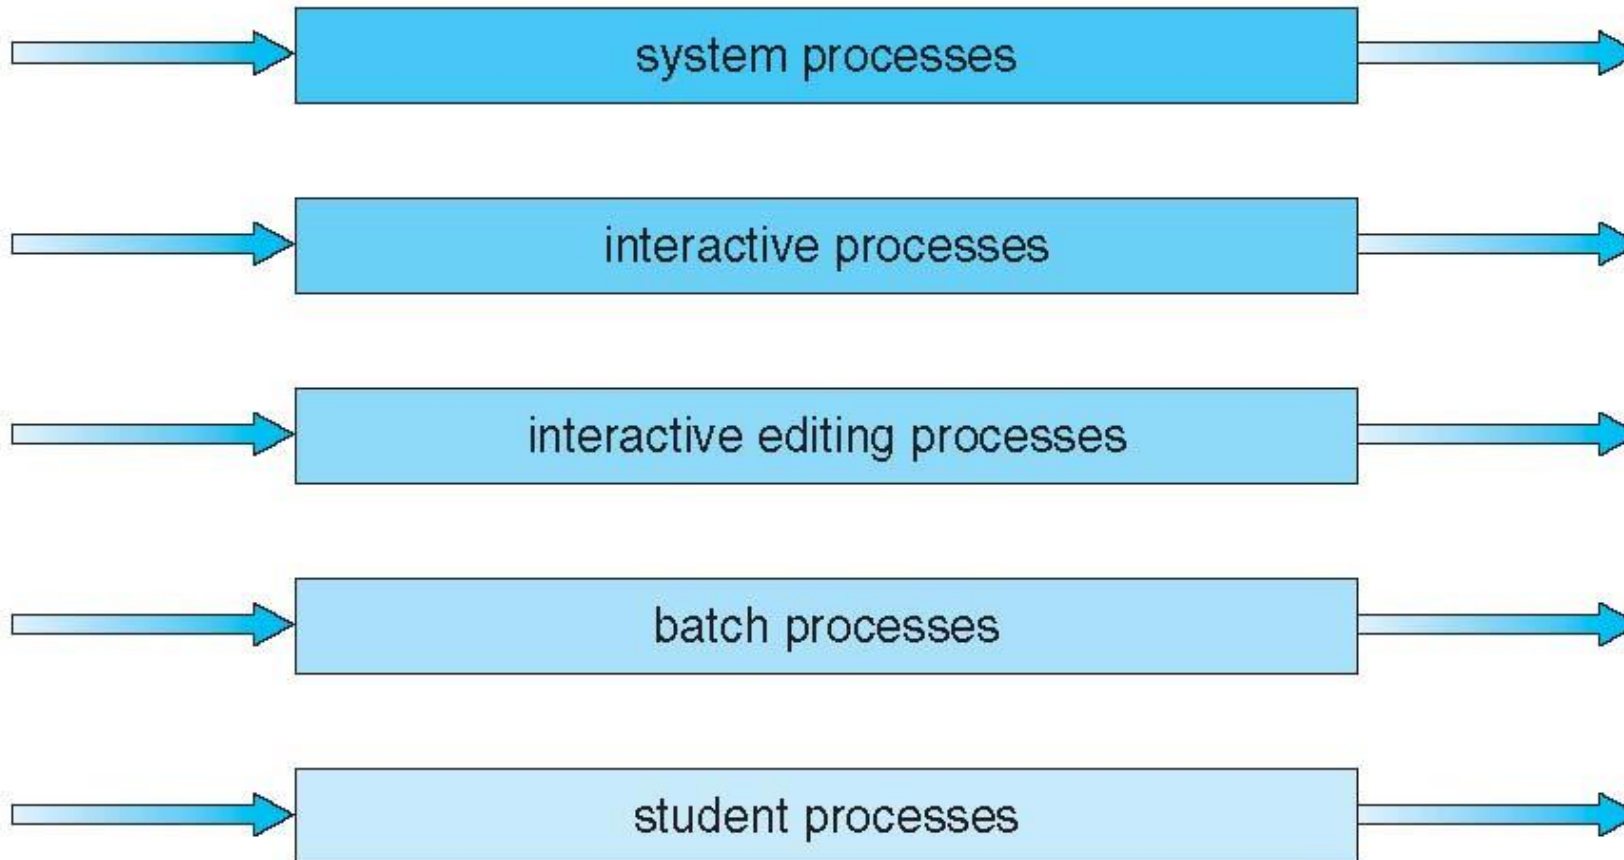 system processes
interactive processes
interactive editing processes
batch processes
student processes